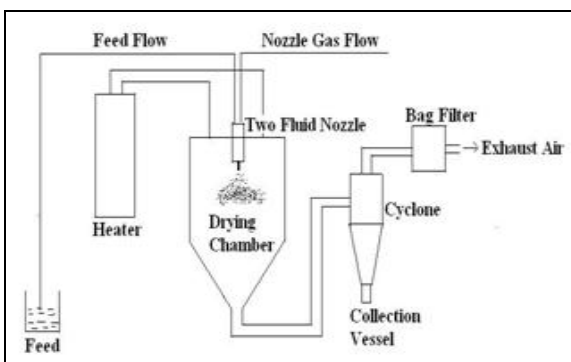 Feed Flow
Nozzle Gas Flow
Bag Filter
Two Fluid Nozzle
Exhaust Air
Drying
Chamber
Cyclone
Heater
Collection
Vessel
Feed